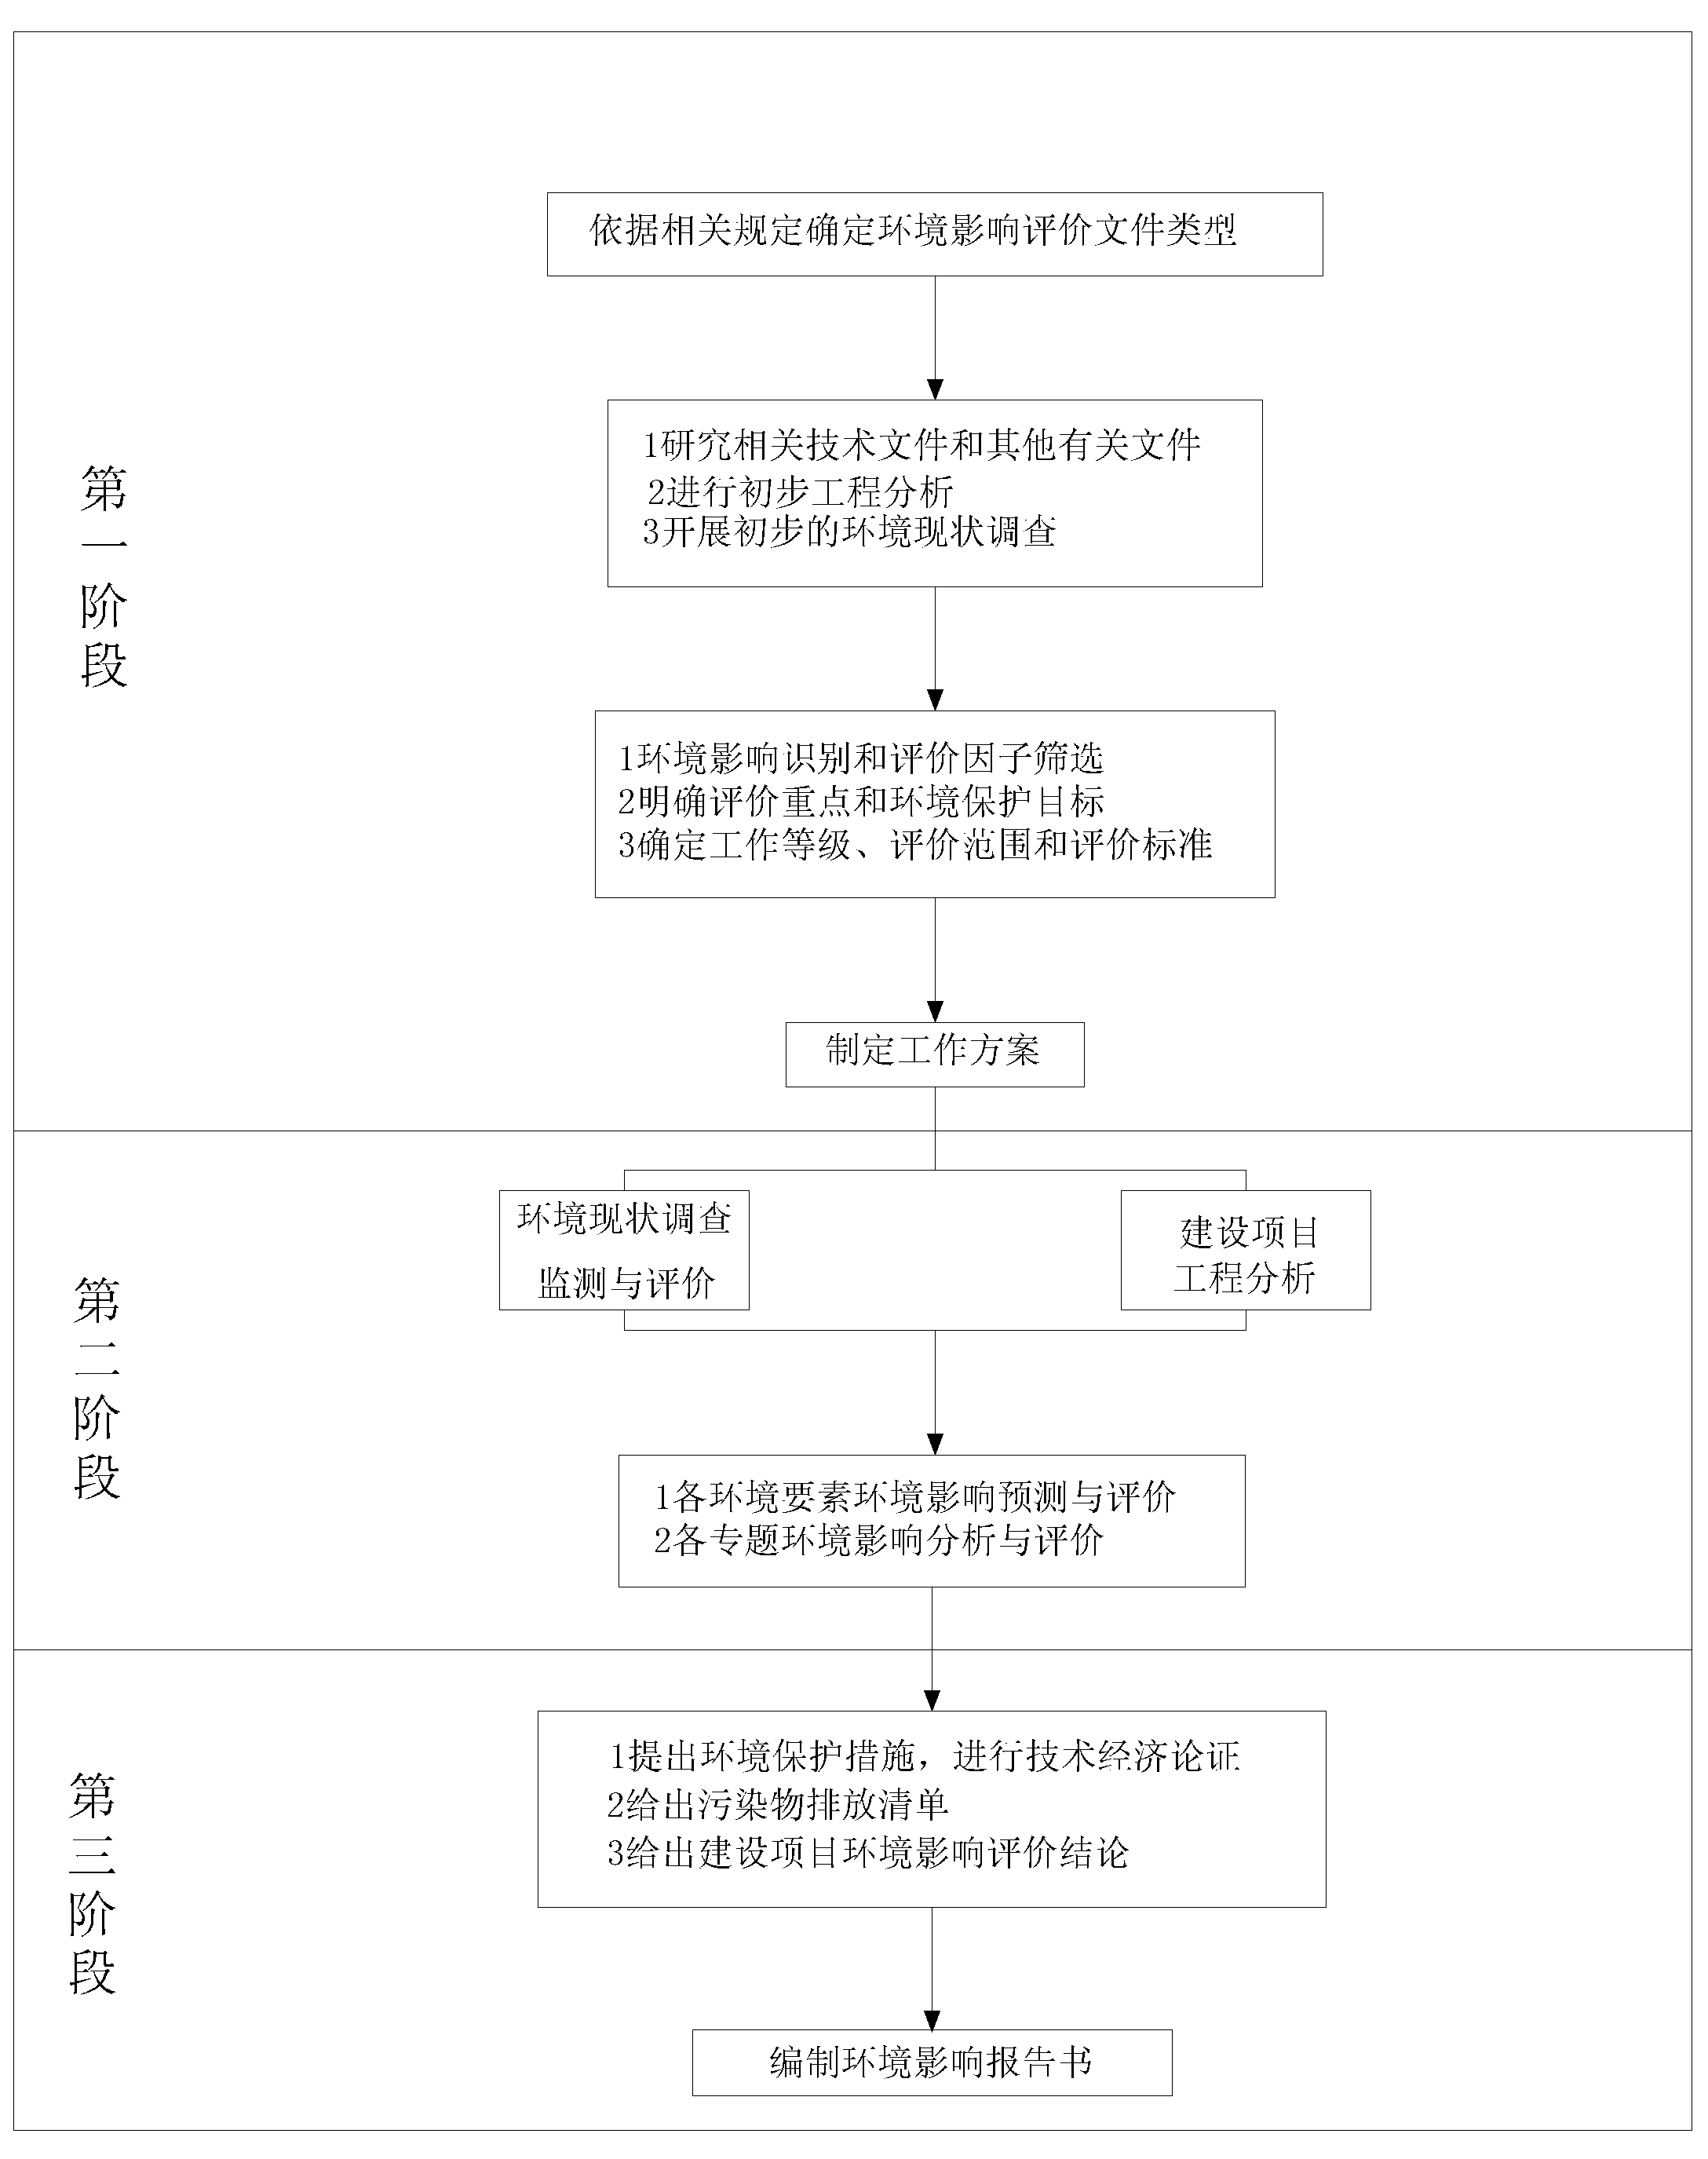 第一阶段
依据相关规定确定环境影响评价文件类型
1研究相关技术文件和其他有关文件
2进行初步工程分析
3开展初步的环境现状调查
1环境影响识别和评价因子筛选
2明确评价重点和环境保护目标
3确定工作等级、评价范围和评价标准
制定工作方案
第二阶段
环境现状调查
监测与评价
建设项目
工程分析
1各环境要素环境影响预测与评价
2各专题环境影响分析与评价
第三阶段
1提出环境保护措施，进行技术经济论证
2给出污染物排放清单
3给出建设项目环境影响评价结论
编制环境影响报告书